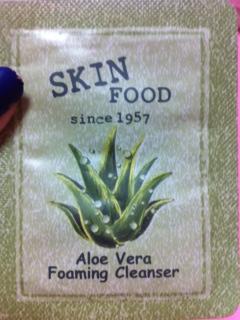 SKIN
FOOD
since 1957
Aloe Vera
Foaming Cleanser